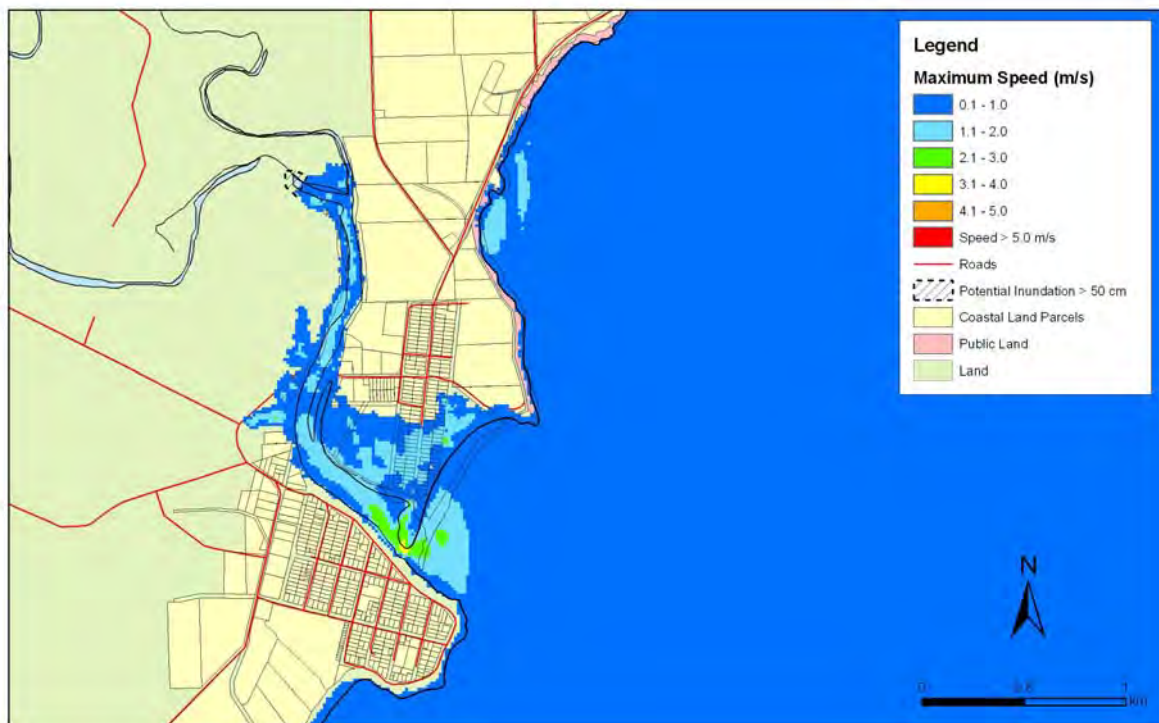 Legend
Maximum Speed (m/s)
0.1 - 1.0
1.1 - 2.0
2.1 - 3.0
3.1 - 4.0
4.1 - 5.0
Speed > 5.0 m/s
Roads
Potential Inundation > 50 cm
Coastal Land Parcels
Public Land
Land
N
0 1
km